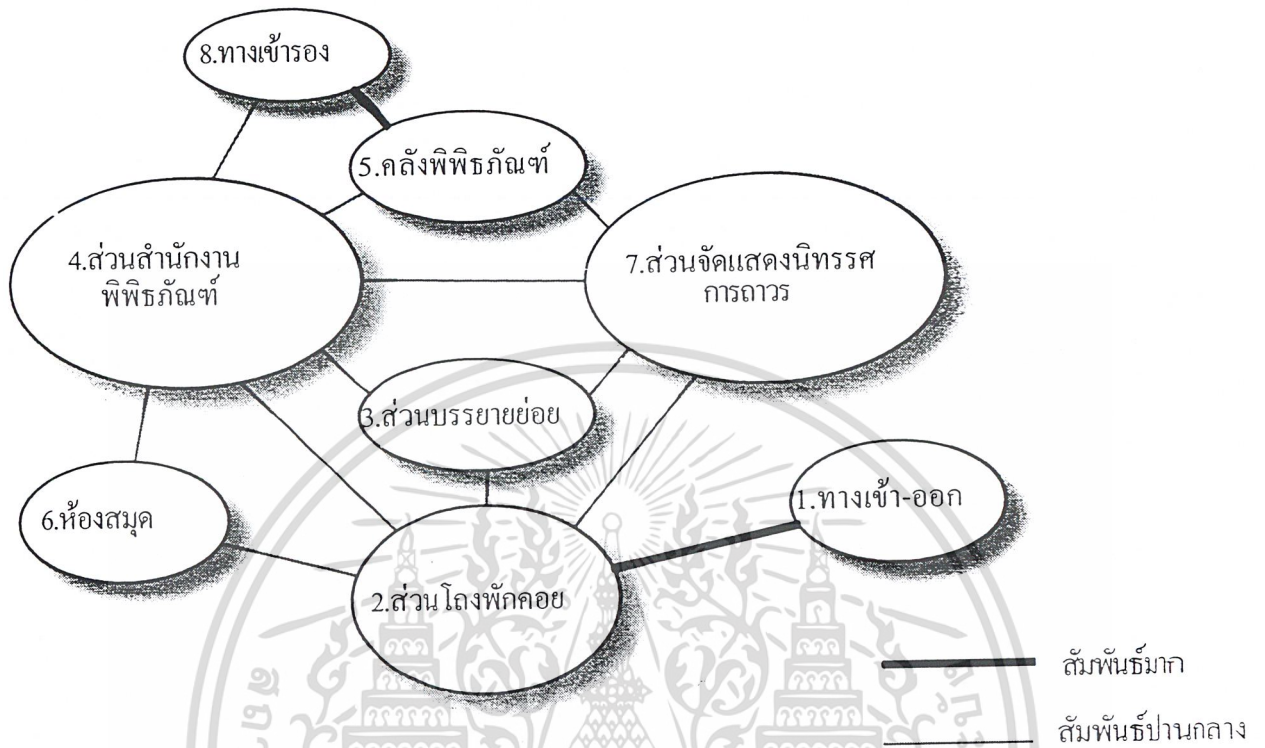 8.ทางเข้ารอง
5.คลังพิพิธภัณฑ์
4.ส่วนสำนักงาน
พิพิธภัณฑ์
7.ส่วนจัดแสดงนิทรรศ
การถาวร
3.ส่วนบรรยายย่อย
1.ทางเข้า-ออก
6.ห้องสมุด
2.ส่วนโถงพักคอย
สัมพันธ์มาก
สัมพันธ์ปานกลาง